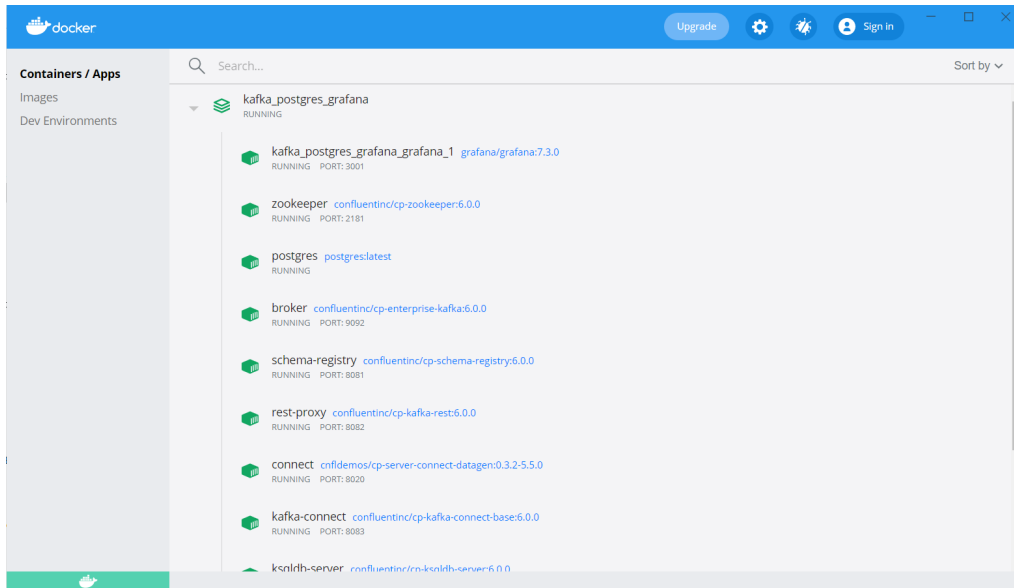 docker
Upgrade
Sign in
Containers / Apps
Images
Dev Environments
Search...
Sort by
kafka_postgres_grafana
RUNNING
kafka_postgres_grafana_grafana_1 grafana/grafana:7.3.0
RUNNING PORT: 3001
zookeeper confluentinc/cp-zookeeper:6.0.0
RUNNING PORT: 2181
postgres postgres:latest
RUNNING
broker confluentinc/cp-enterprise-kafka:6.0.0
RUNNING PORT: 9092
schema-registry confluentinc/cp-schema-registry:6.0.0
RUNNING PORT: 8081
rest-proxy confluentinc/cp-kafka-rest:6.0.0
RUNNING PORT: 8082
connect cnfldemos/cp-server-connect-datagen:0.3.2-5.5.0
RUNNING PORT: 8020
kafka-connect confluentinc/cp-kafka-connect-base:6.0.0
RUNNING PORT: 8083
ksqldb-server confluentinc/cp-ksqldb-server:6.0.0